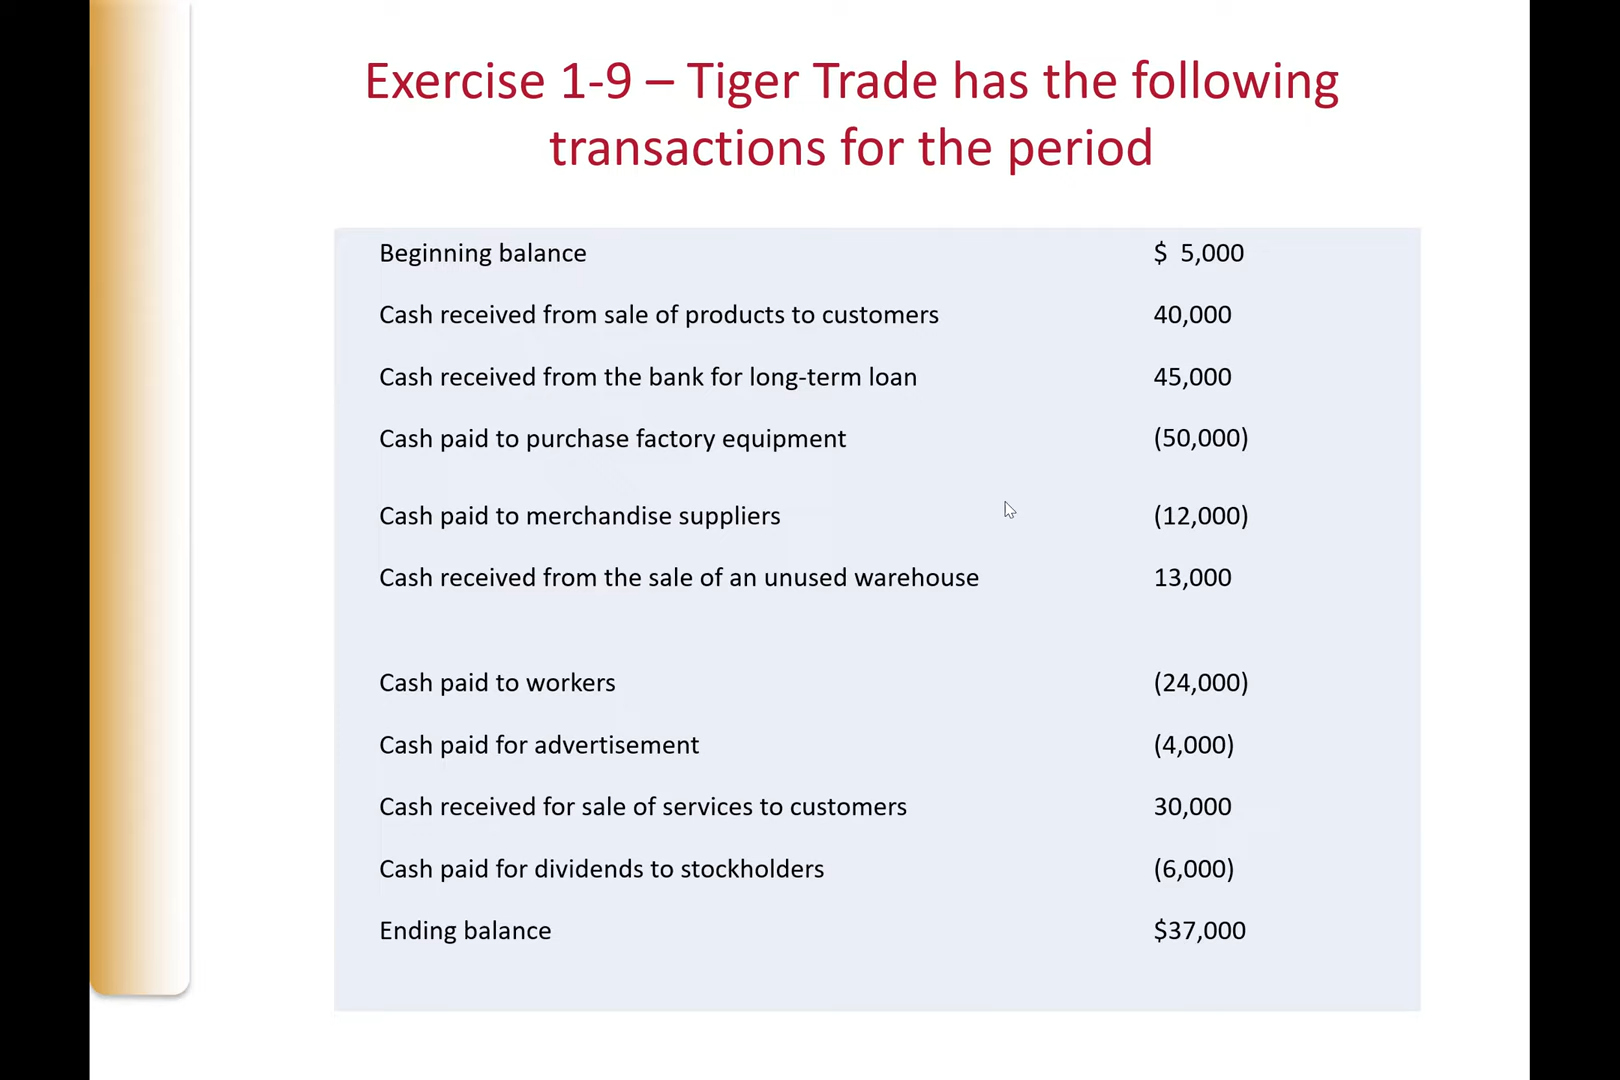 Exercise 1-9 – Tiger Trade has the following
transactions for the period
Beginning balance $ 5,000
Cash received from sale of products to customers 40,000
Cash received from the bank for long-term loan 45,000
Cash paid to purchase factory equipment (50,000)
Cash paid to merchandise suppliers (12,000)
Cash received from the sale of an unused warehouse 13,000
Cash paid to workers (24,000)
Cash paid for advertisement (4,000)
Cash received for sale of services to customers 30,000
Cash paid for dividends to stockholders (6,000)
Ending balance $37,000